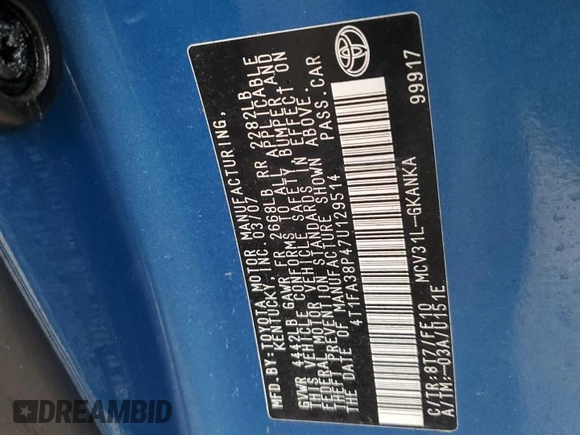 MFD.BY:TOYOTA MOTOR MANUFACTURING,
KENTUCKY, INC. 03/07
GVWR 4442LB GAWR FR 2668LB RR 2282LB
THIS VEHICLE CONFORMS TO ALL APPLICABLE
FEDERAL MOTOR VEHICLE SAFETY, BUMPER, AND
THEFT PREVENTION STANDARDS IN EFFECT ON
THE DATE OF MANUFACTURE SHOWN ABOVE.
4T1FA38P47U129514 PASS.CAR
C/TR:8T7/FE10 MCV31L-GKANKA
A/TM:-03A/U151E 99917
DREAMBID